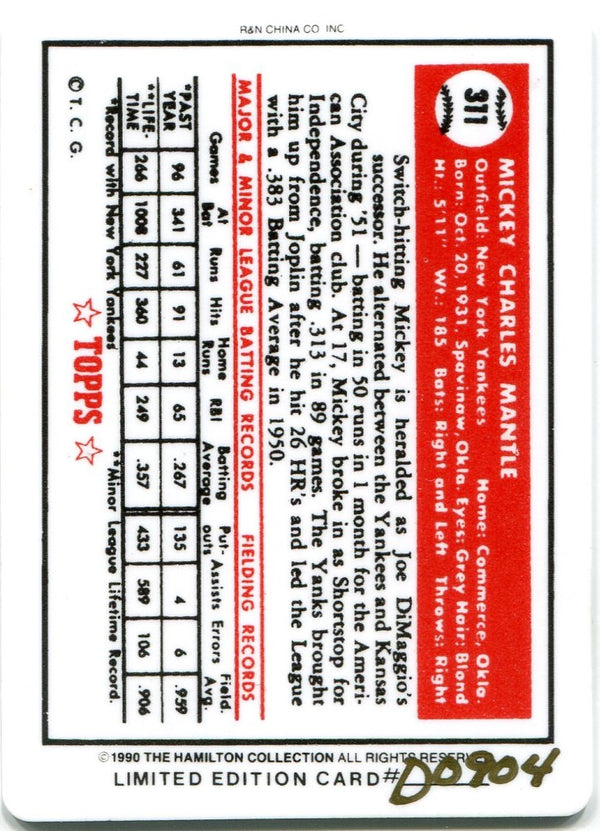 R&N CHINA CO INC
311
MICKEY CHARLES MANTLE
Outfield: New York Yankees Home: Commerce, Okla.
Born: Oct. 20, 1931, Spavinaw, Okla. Eyes: Grey Hair: Blond
Ht.: 5'11" Wt.: 185 Bats: Right and Left Throws: Right
Switch-hitting Mickey is heralded as Joe DiMaggio's
successor. He alternated between the Yankees and Kansas
City during '51 — batting in 50 runs in 1 month for the Ameri-
can Association club. At 17, Mickey broke in as Shortstop for
Independence, batting .313 in 89 games. The Yanks brought
him up from Joplin after he hit 26 HR's and led the League
with a .383 Batting Average in 1950.
MAJOR & MINOR LEAGUE BATTING RECORDS FIELDING RECORDS
Games At Bat Runs Hits Home Runs RBI Batting Average Put-outs Assists Errors Field. Avg.
*PAST YEAR 96 341 61 91 13 65 .267 135 4 6 .959
**LIFE-TIME 266 1008 227 360 44 249 .357 433 589 106 .906
*Record with New York Yankees **Minor League Lifetime Record.
☆ TOPPS ☆
© T. C. G.
©1990 THE HAMILTON COLLECTION ALL RIGHTS RESERVED
LIMITED EDITION CARD # D0904